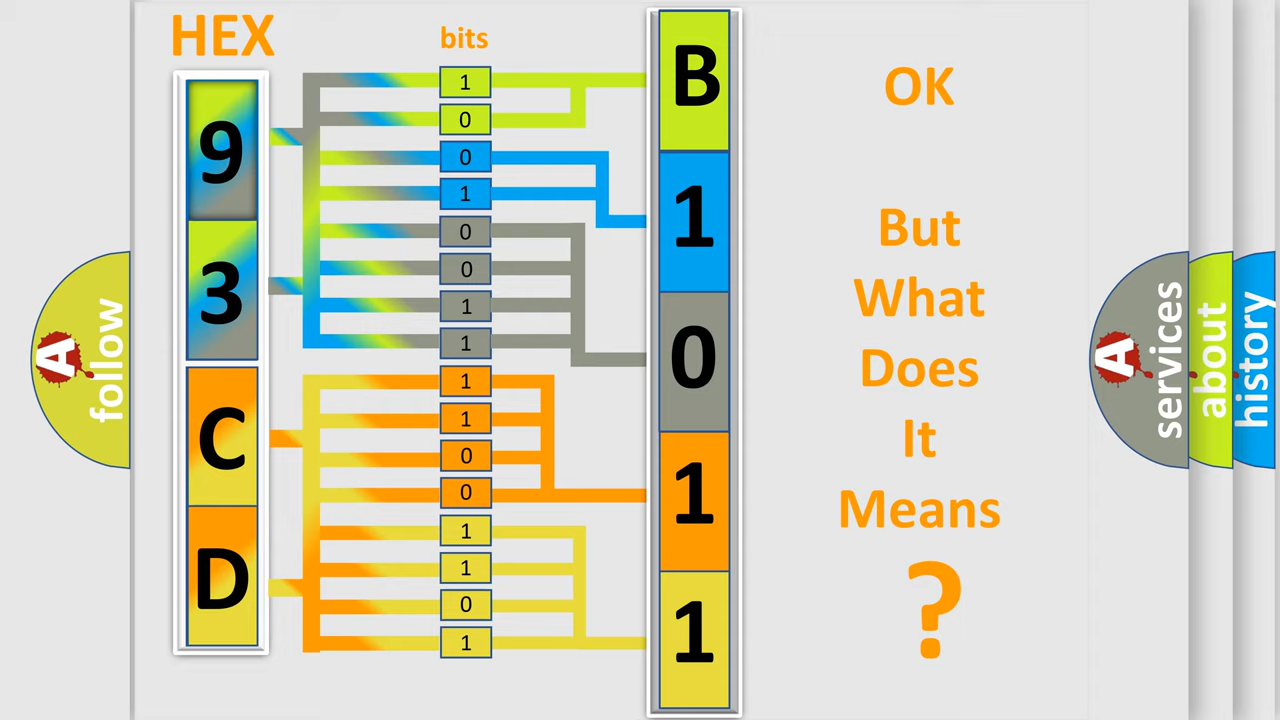 HEX
bits
9
3
C
D
1
0
0
1
0
0
1
1
1
1
0
0
1
1
0
1
B
1
0
1
1
OK
But
What
Does
It
Means
?
A
follow
A
services
about
history